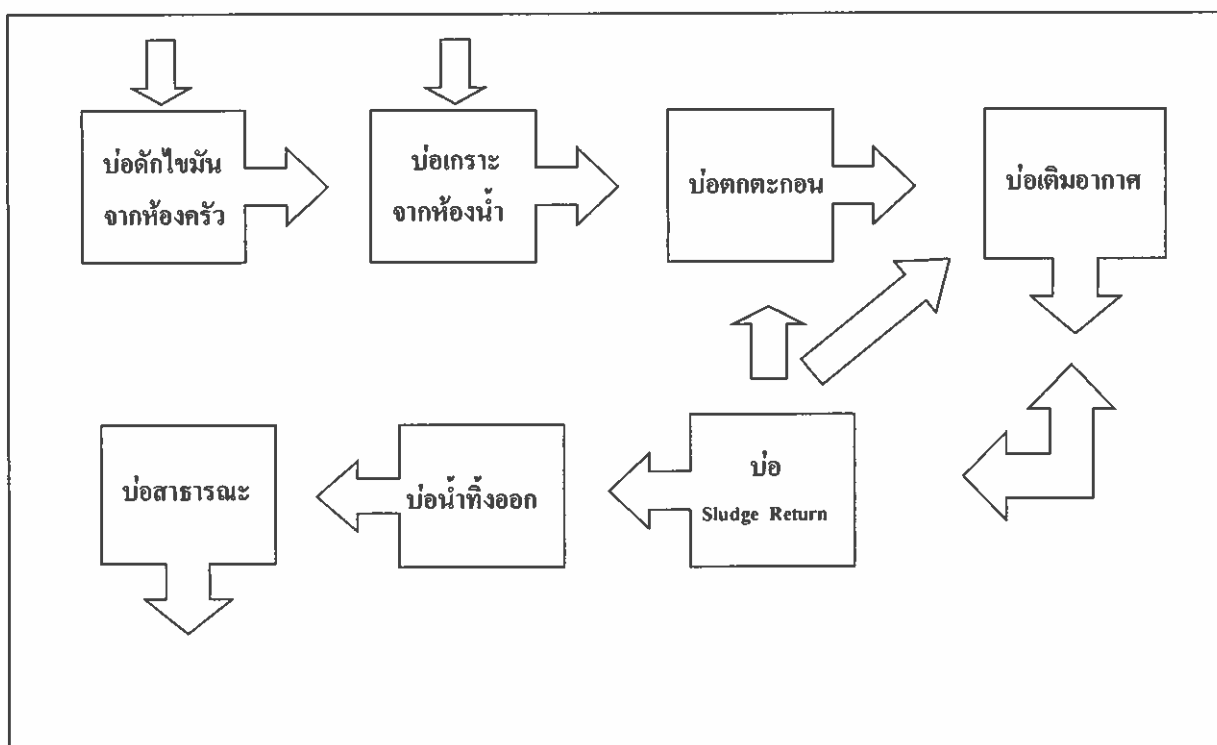 บ่อดักไขมัน
จากห้องครัว
บ่อเกราะ
จากห้องน้ำ
บ่อตกตะกอน
บ่อเติมอากาศ
บ่อสาธารณะ
บ่อน้ำทิ้งออก
บ่อ
Sludge Return